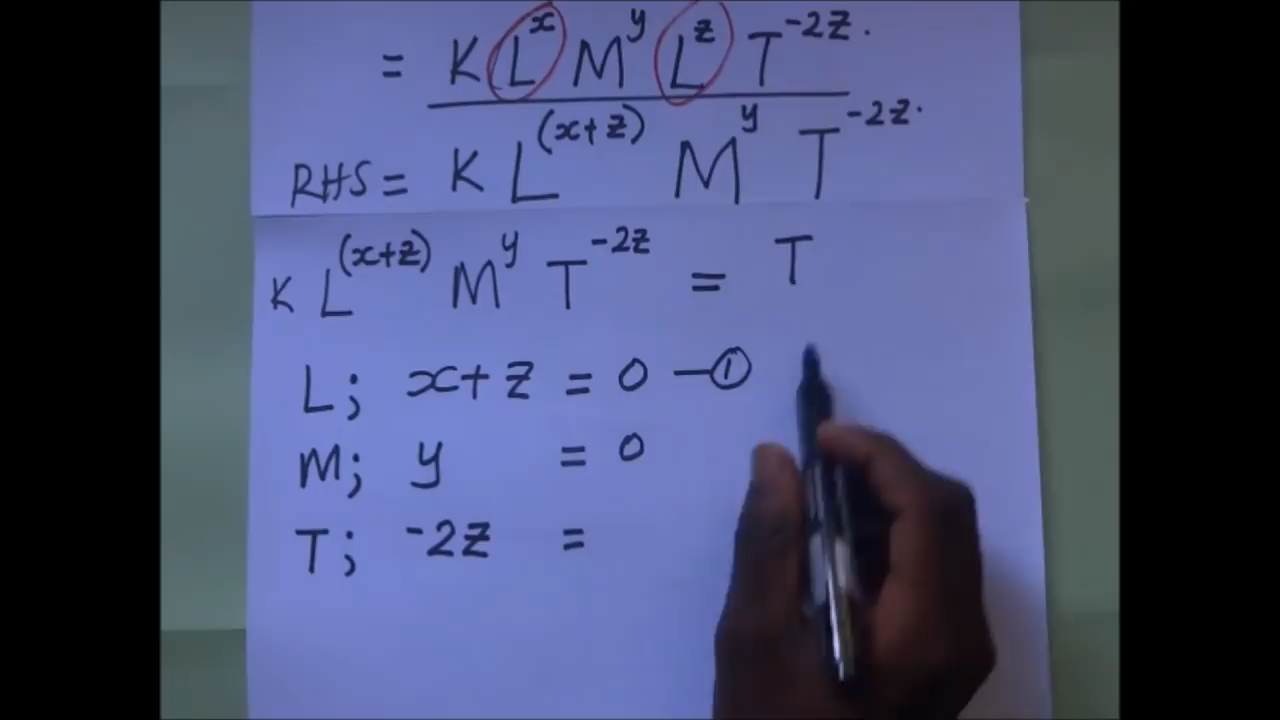 = K L^x M^y L^z T^-2z.
RHS = K L^(x+z) M^y T^-2z.
K L^(x+z) M^y T^-2z = T
L; x+z = 0 —①
M; y = 0
T; -2z =